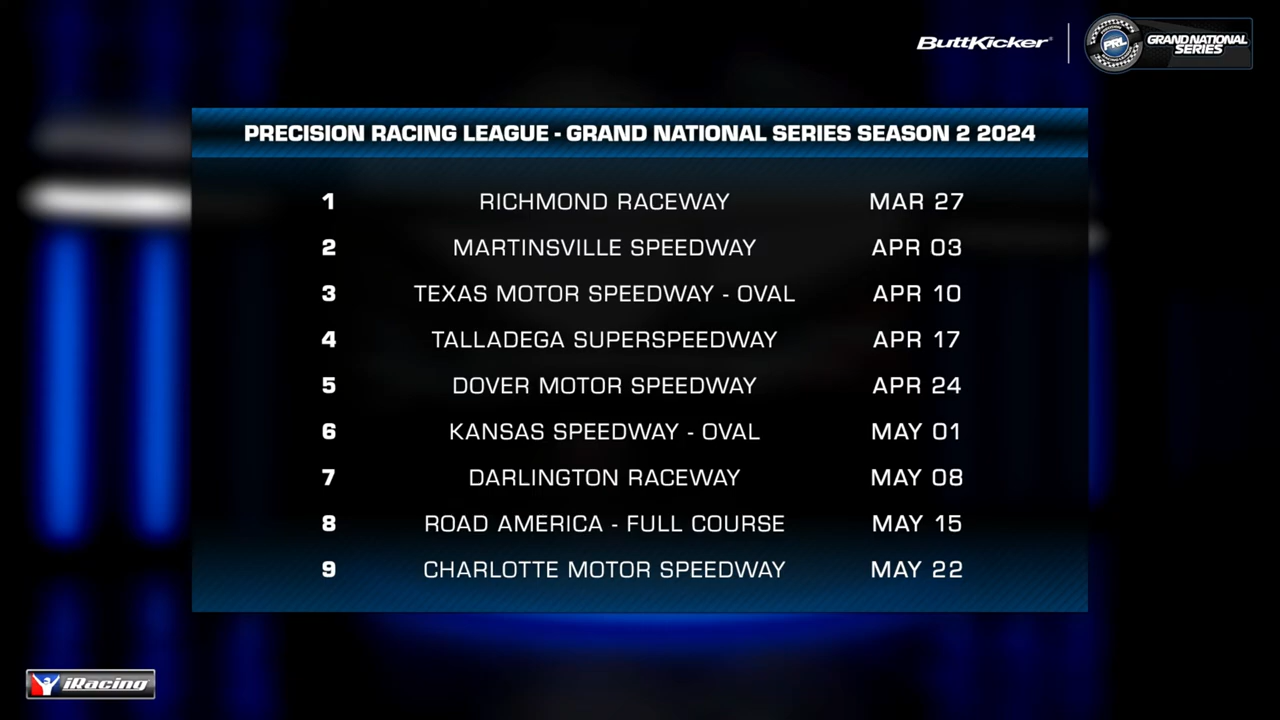 ButtKicker
PRL
GRAND NATIONAL
SERIES
PRECISION RACING LEAGUE - GRAND NATIONAL SERIES SEASON 2 2024
1 RICHMOND RACEWAY MAR 27
2 MARTINSVILLE SPEEDWAY APR 03
3 TEXAS MOTOR SPEEDWAY - OVAL APR 10
4 TALLADEGA SUPERSPEEDWAY APR 17
5 DOVER MOTOR SPEEDWAY APR 24
6 KANSAS SPEEDWAY - OVAL MAY 01
7 DARLINGTON RACEWAY MAY 08
8 ROAD AMERICA - FULL COURSE MAY 15
9 CHARLOTTE MOTOR SPEEDWAY MAY 22
iRacing